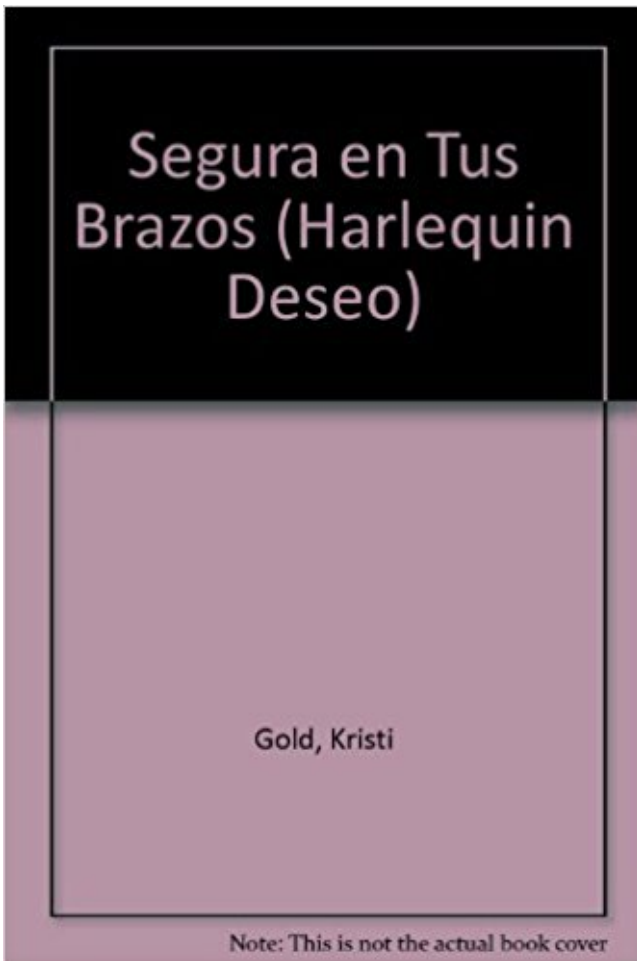 Segura en Tus
Brazos (Harlequin
Deseo)
Gold, Kristi
Note: This is not the actual book cover